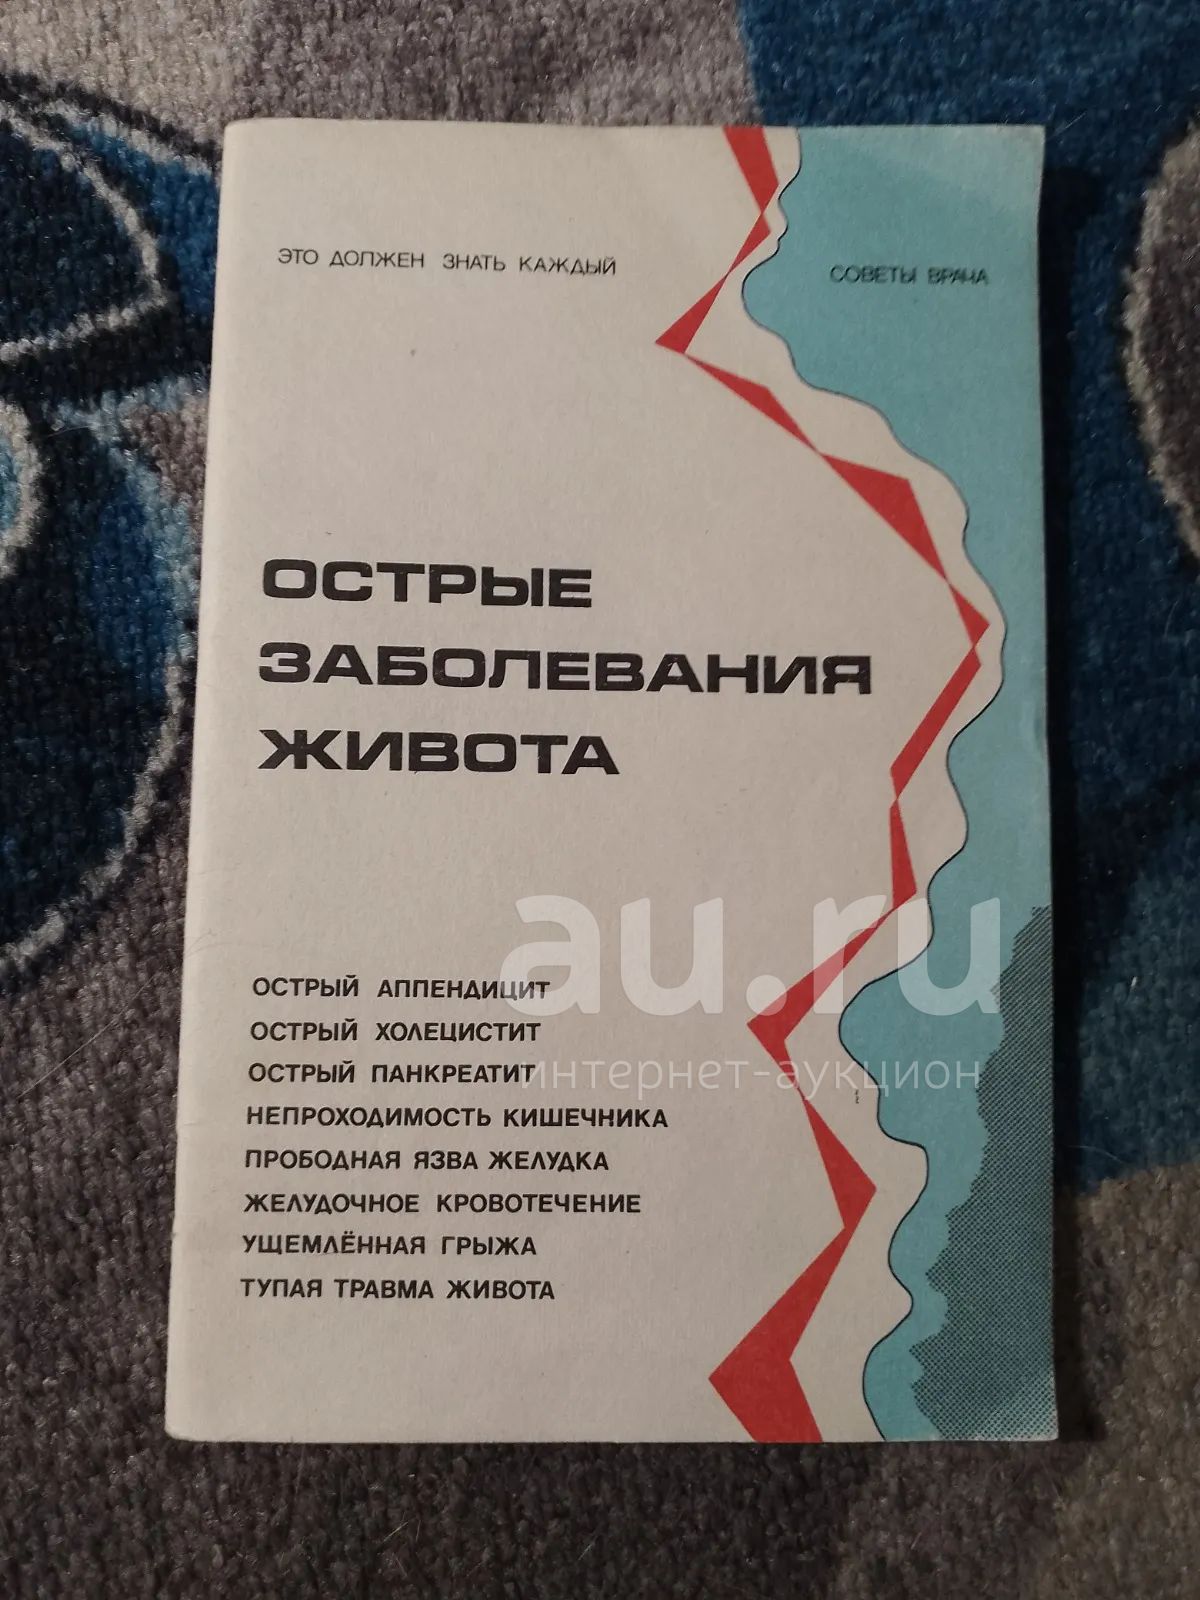 ЭТО ДОЛЖЕН ЗНАТЬ КАЖДЫЙ
СОВЕТЫ ВРАЧА
ОСТРЫЕ
ЗАБОЛЕВАНИЯ
ЖИВОТА
ОСТРЫЙ АППЕНДИЦИТ
ОСТРЫЙ ХОЛЕЦИСТИТ
ОСТРЫЙ ПАНКРЕАТИТ
НЕПРОХОДИМОСТЬ КИШЕЧНИКА
ПРОБОДНАЯ ЯЗВА ЖЕЛУДКА
ЖЕЛУДОЧНОЕ КРОВОТЕЧЕНИЕ
УЩЕМЛЁННАЯ ГРЫЖА
ТУПАЯ ТРАВМА ЖИВОТА
au.ru
интернет-аукцион